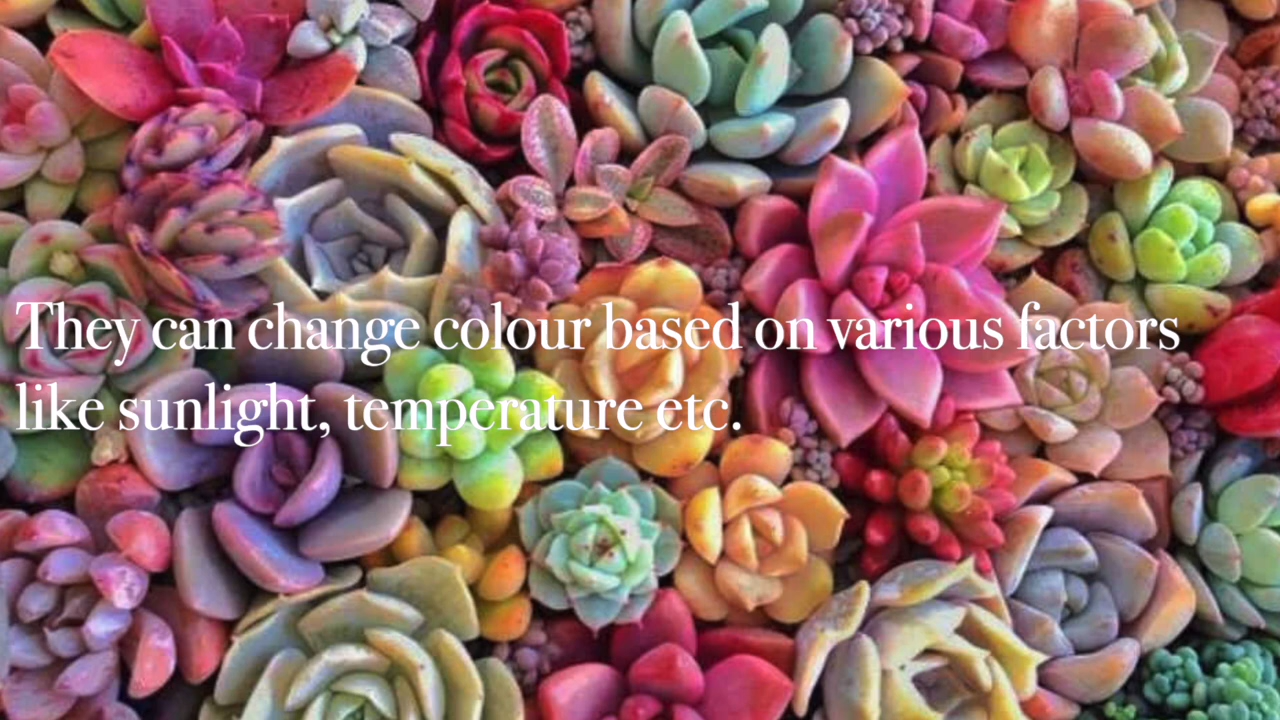 They can change colour based on various factors
like sunlight, temperature etc.